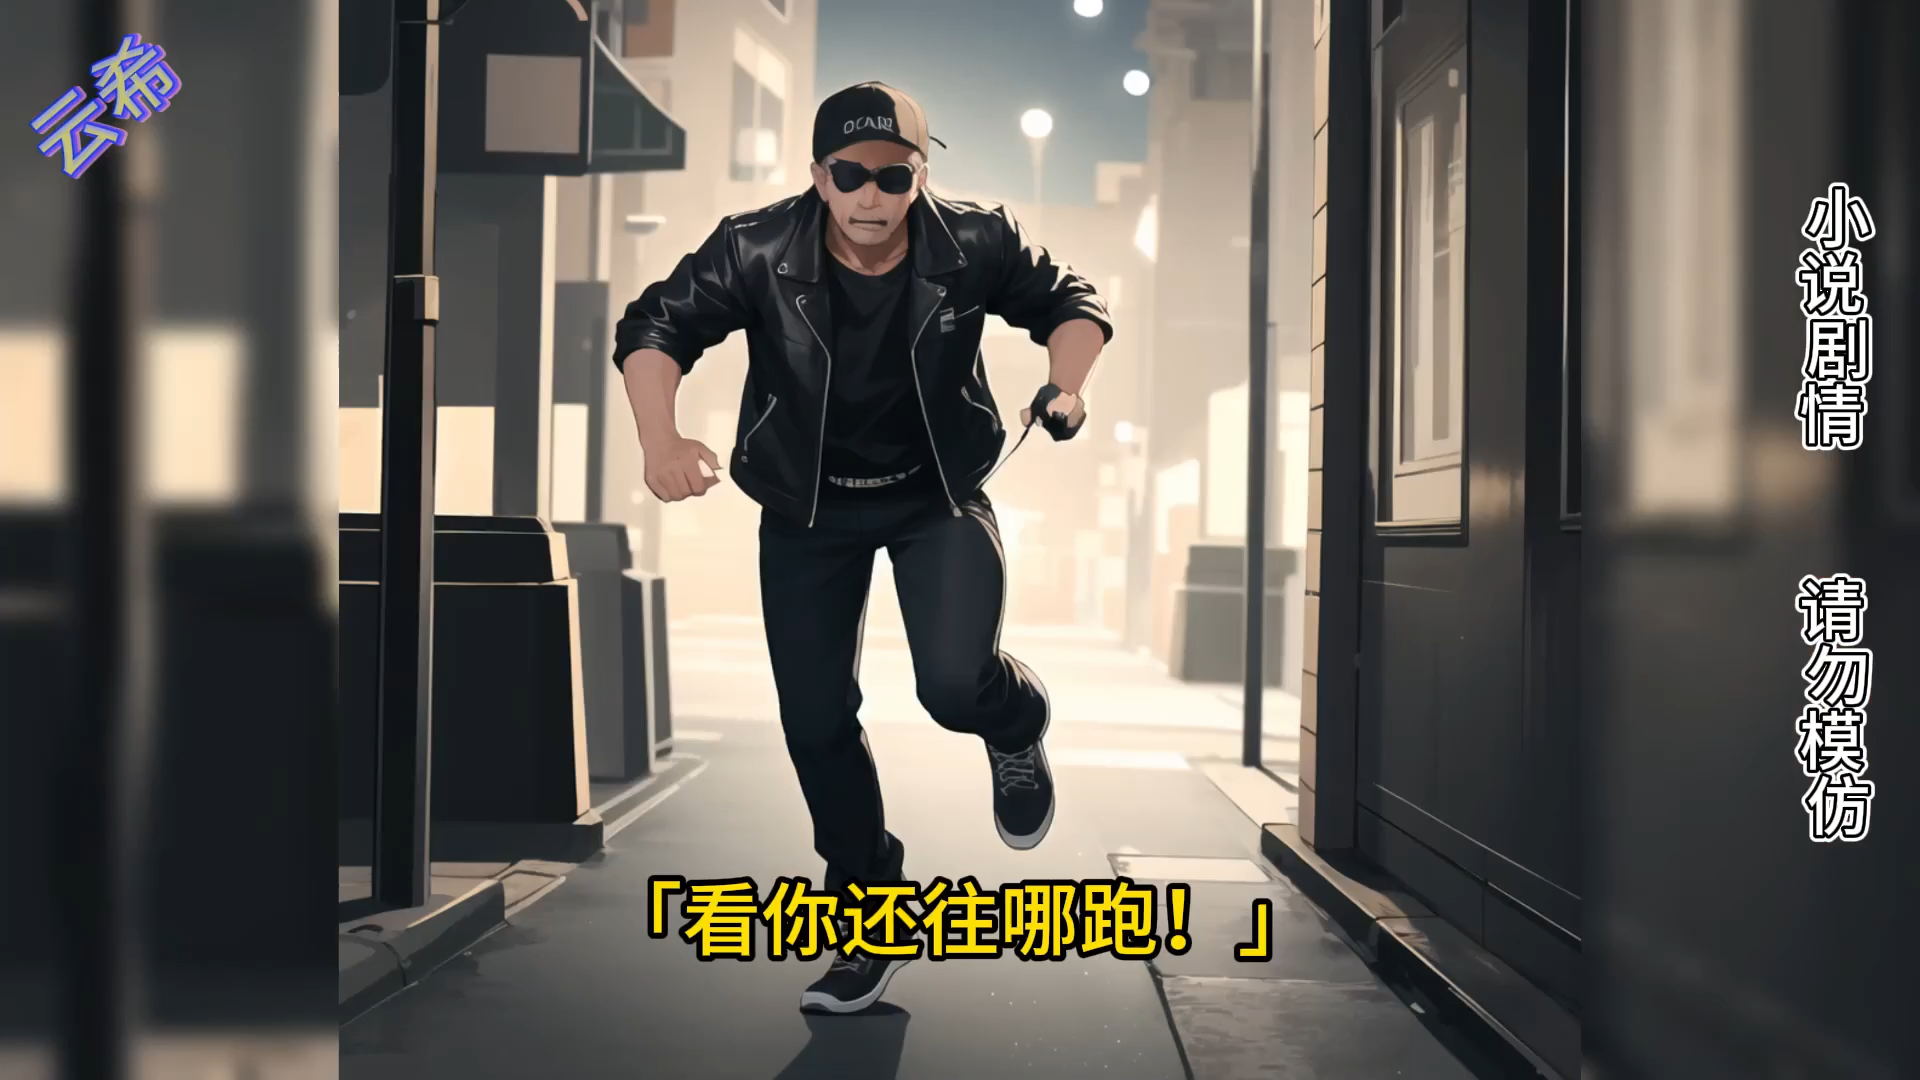 云希
小说剧情 请勿模仿
「看你还往哪跑！」